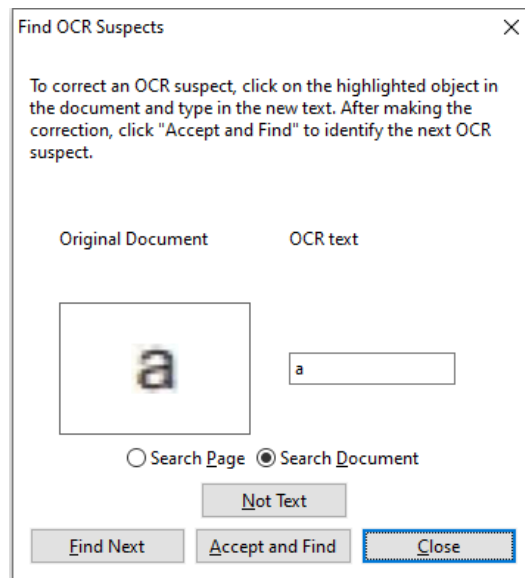 Find OCR Suspects
To correct an OCR suspect, click on the highlighted object in
the document and type in the new text. After making the
correction, click "Accept and Find" to identify the next OCR
suspect.
Original Document OCR text
a a
Search Page Search Document
Not Text
Find Next Accept and Find Close